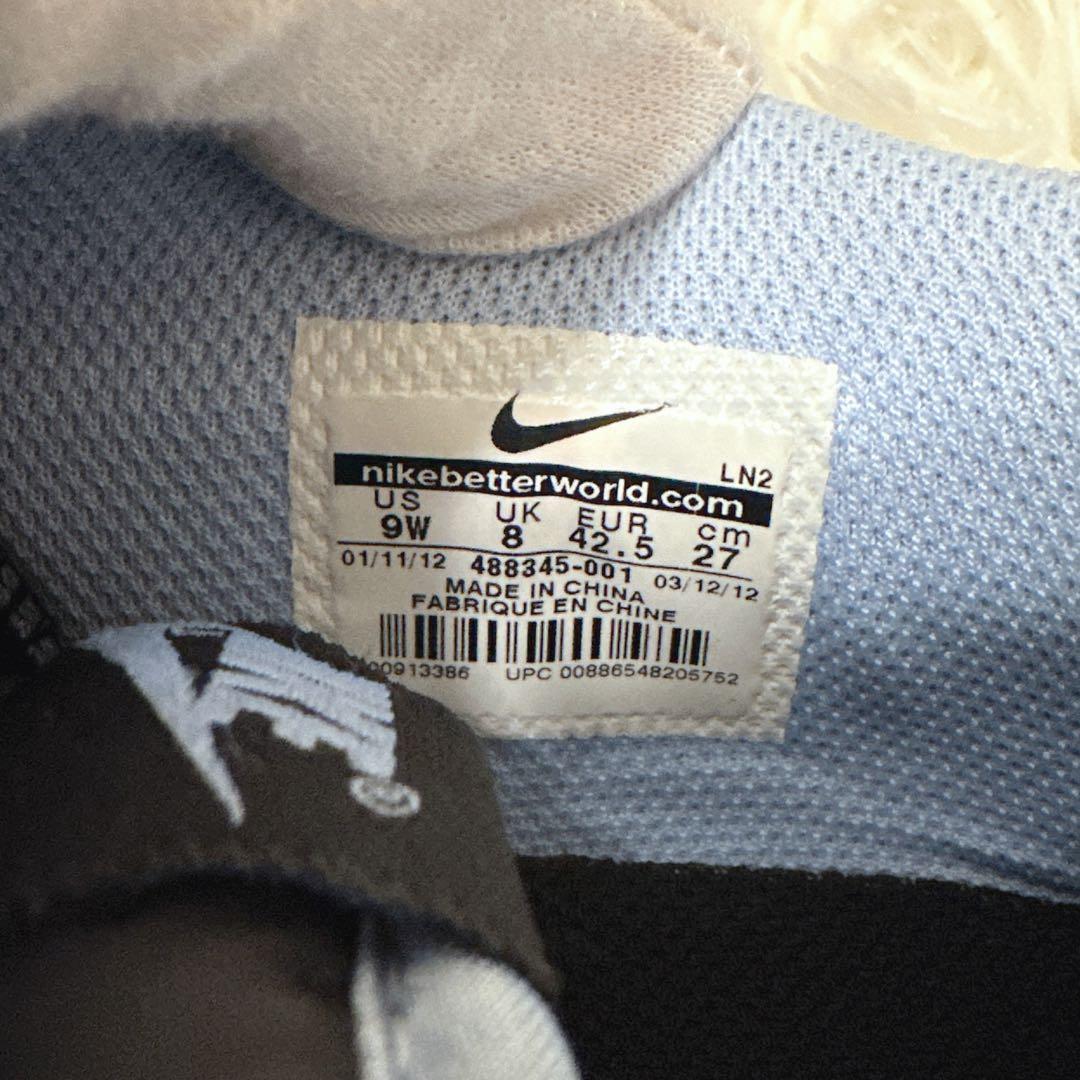 LN2
nikebetterworld.com
US UK EUR cm
9W 8 42.5 27
01/11/12 488345-001 03/12/12
MADE IN CHINA
FABRIQUE EN CHINE
00913386 UPC 00886548205752
®